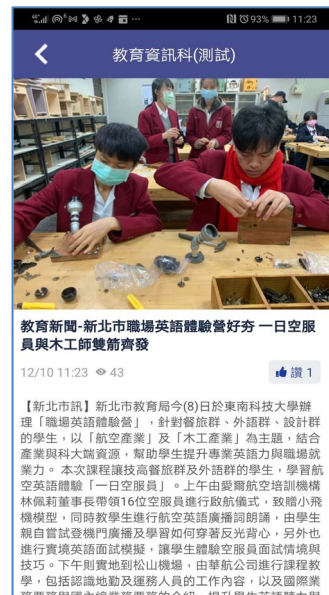 93% 11:23
教育資訊科(測試)
教育新聞-新北市職場英語體驗營好夯 一日空服
員與木工師雙箭齊發
12/10 11:23 43
讚 1
【新北市訊】新北市教育局今(8)日於東南科技大學辦
理「職場英語體驗營」，針對餐旅群、外語群、設計群
的學生，以「航空產業」及「木工產業」為主題，結合
產業與科大端資源，幫助學生提升專業英語力與職場就
業力。 本次課程讓技高餐旅群及外語群的學生，學習航
空英語體驗「一日空服員」。上午由愛爾航空培訓機構
林佩莉董事長帶領16位空服員進行啟航儀式，致贈小飛
機模型，同時教學生進行航空英語廣播詞朗誦，由學生
親自嘗試登機門廣播及學習如何穿著反光背心，另外也
進行實境英語面試模擬，讓學生體驗空服員面試情境與
技巧。下午則實地到松山機場，由華航公司進行課程教
學，包括認識地勤及運務人員的工作內容，以及國際業